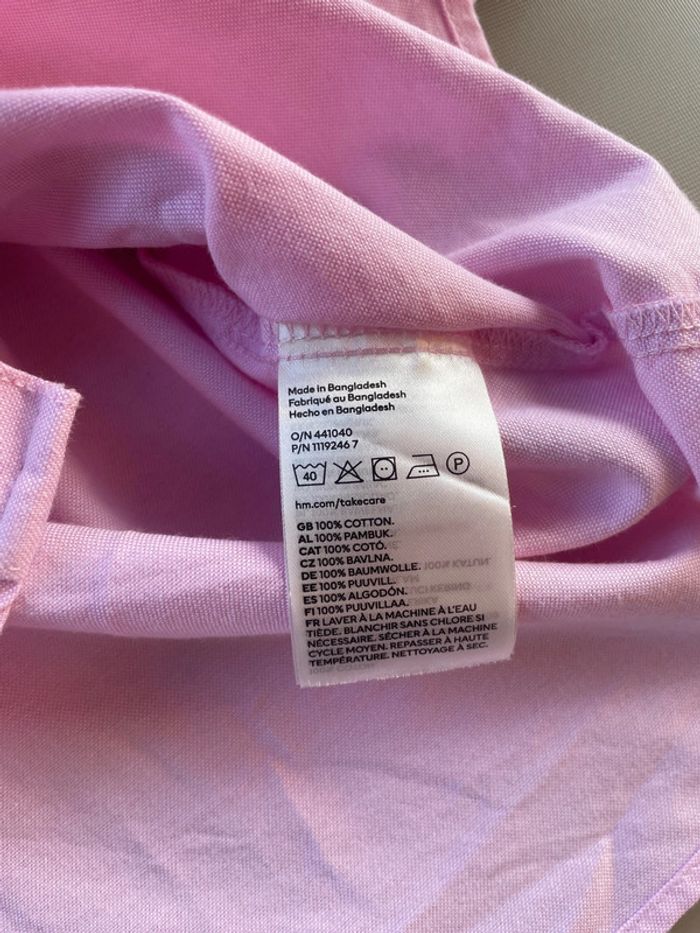 Made in Bangladesh
Fabriqué au Bangladesh
Hecho en Bangladesh
O/N 441040
P/N 1119246 7
40 P
hm.com/takecare
GB 100% COTTON.
AL 100% PAMBUK.
CAT 100% COTÓ.
CZ 100% BAVLNA.
DE 100% BAUMWOLLE.
EE 100% PUUVILL.
ES 100% ALGODÓN.
FI 100% PUUVILLAA.
FR LAVER À LA MACHINE À L'EAU
TIÈDE. BLANCHIR SANS CHLORE SI
NÉCESSAIRE. SÉCHER À LA MACHINE
CYCLE MOYEN. REPASSER À HAUTE
TEMPÉRATURE. NETTOYAGE À SEC.